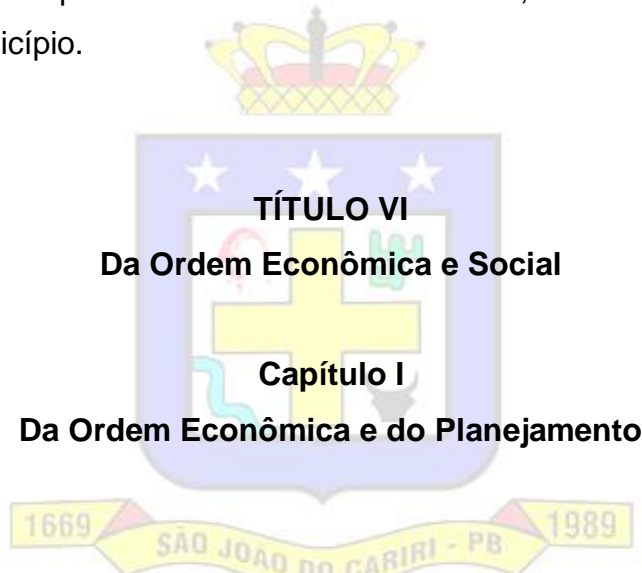 icípio.
TÍTULO VI
Da Ordem Econômica e Social
Capítulo I
Da Ordem Econômica e do Planejamento
1669
1989
SÃO JOAO DO CARIRI - PB